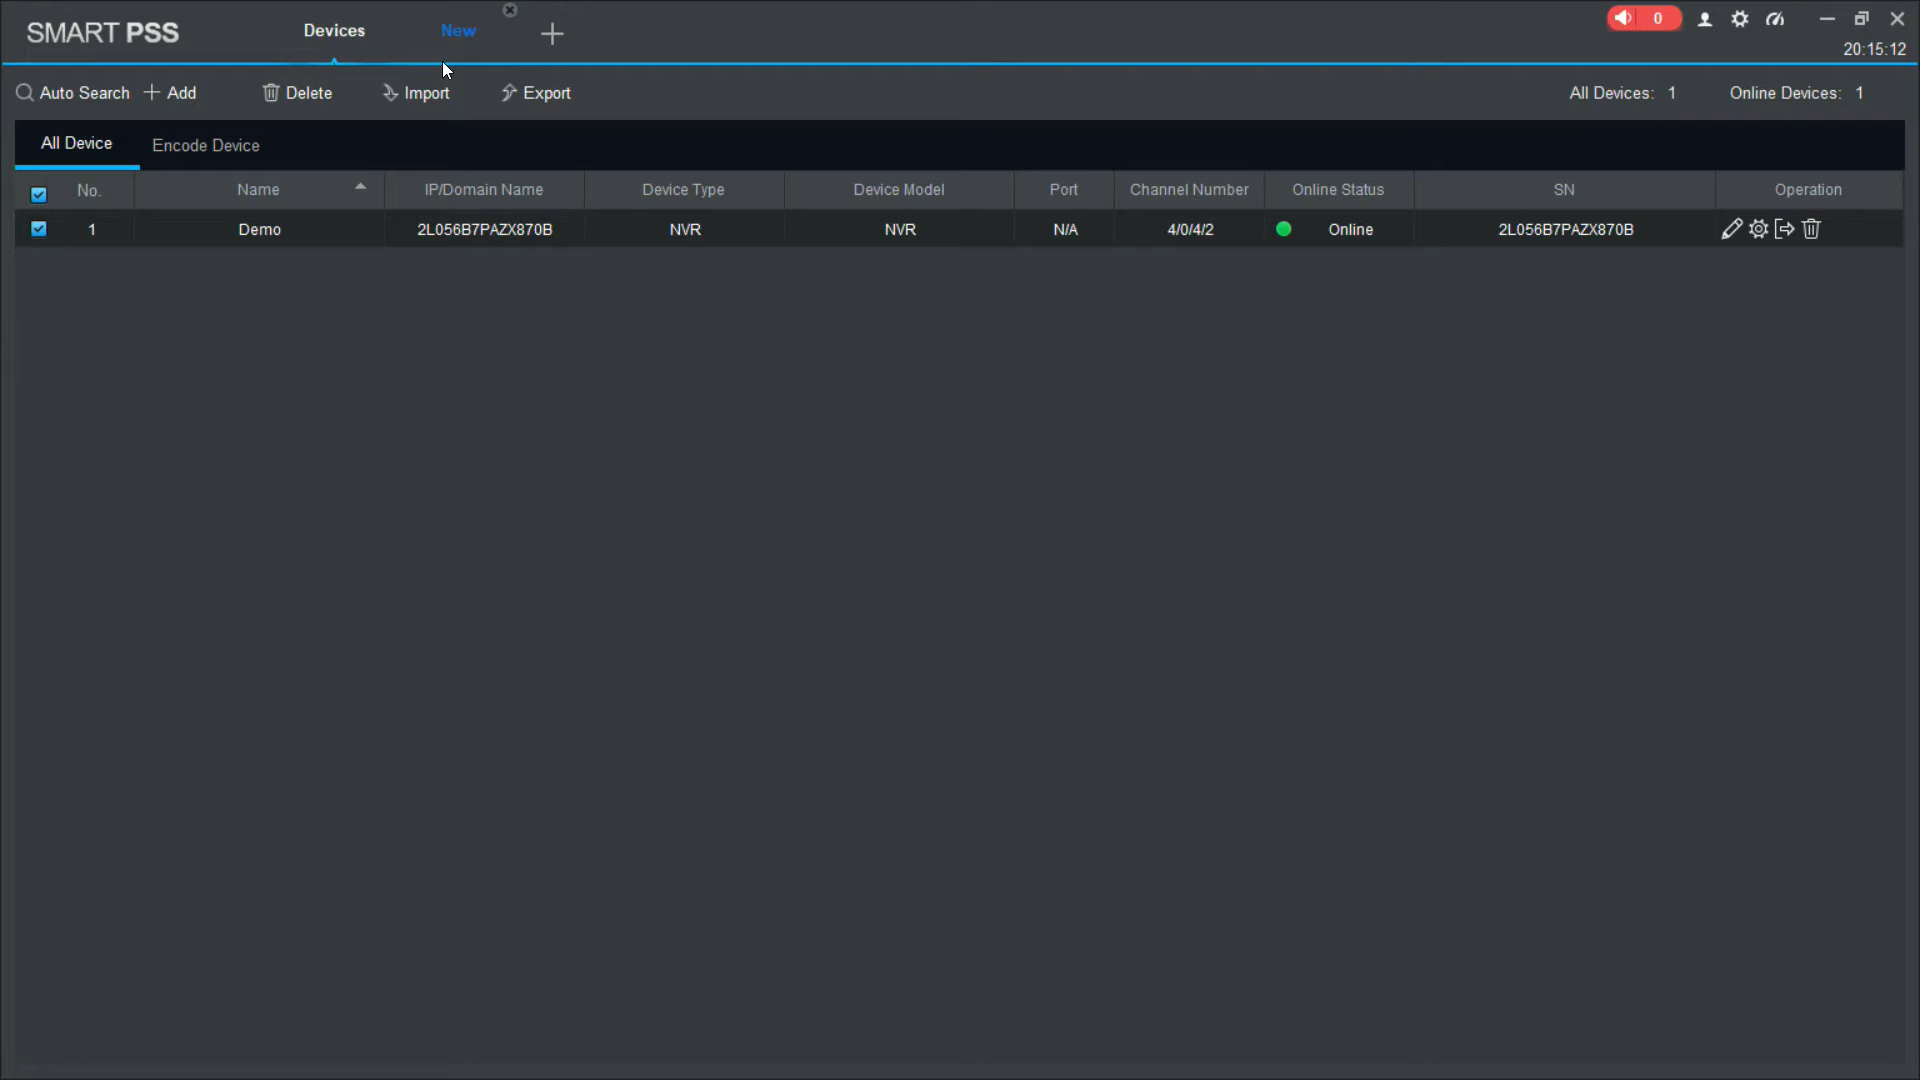 SMART PSS
Devices
New
0
20:15:12
Auto Search
Add
Delete
Import
Export
All Devices: 1
Online Devices: 1
All Device
Encode Device
No. Name IP/Domain Name Device Type Device Model Port Channel Number Online Status SN Operation
1 Demo 2L056B7PAZX870B NVR NVR N/A 4/0/4/2 Online 2L056B7PAZX870B